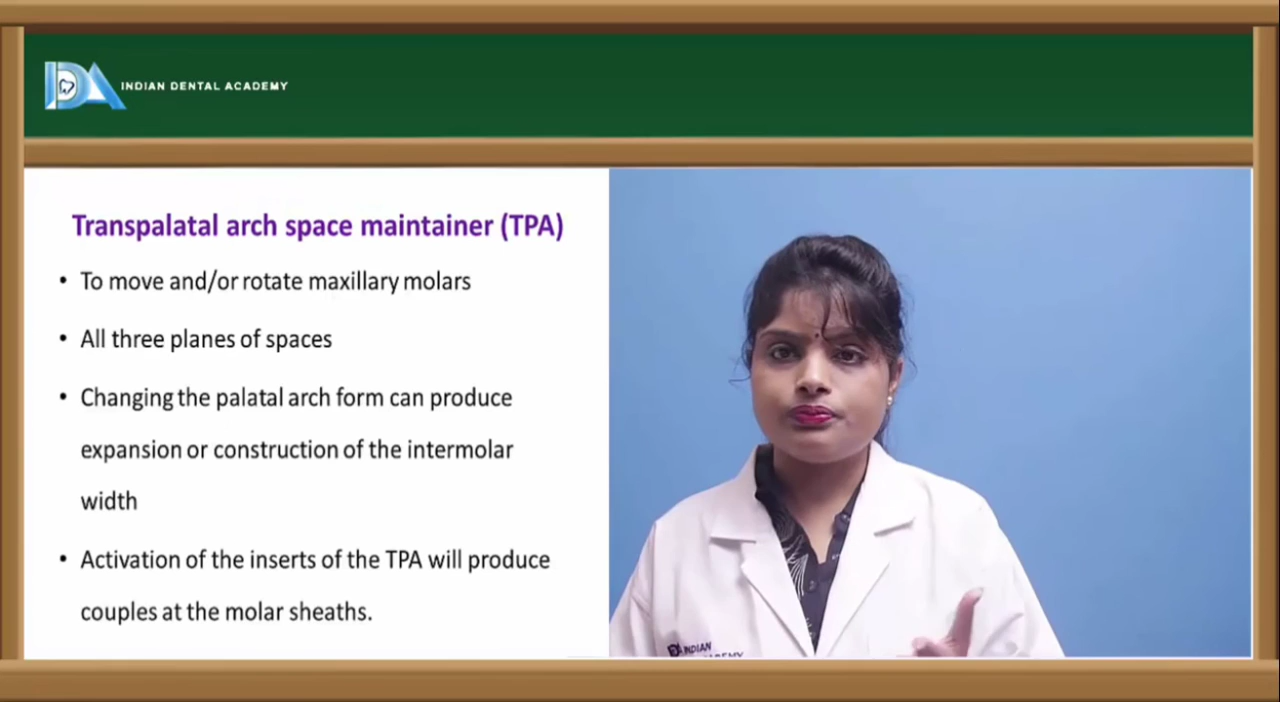 INDIAN DENTAL ACADEMY
Transpalatal arch space maintainer (TPA)
• To move and/or rotate maxillary molars
• All three planes of spaces
• Changing the palatal arch form can produce
expansion or construction of the intermolar
width
• Activation of the inserts of the TPA will produce
couples at the molar sheaths.
INDIAN